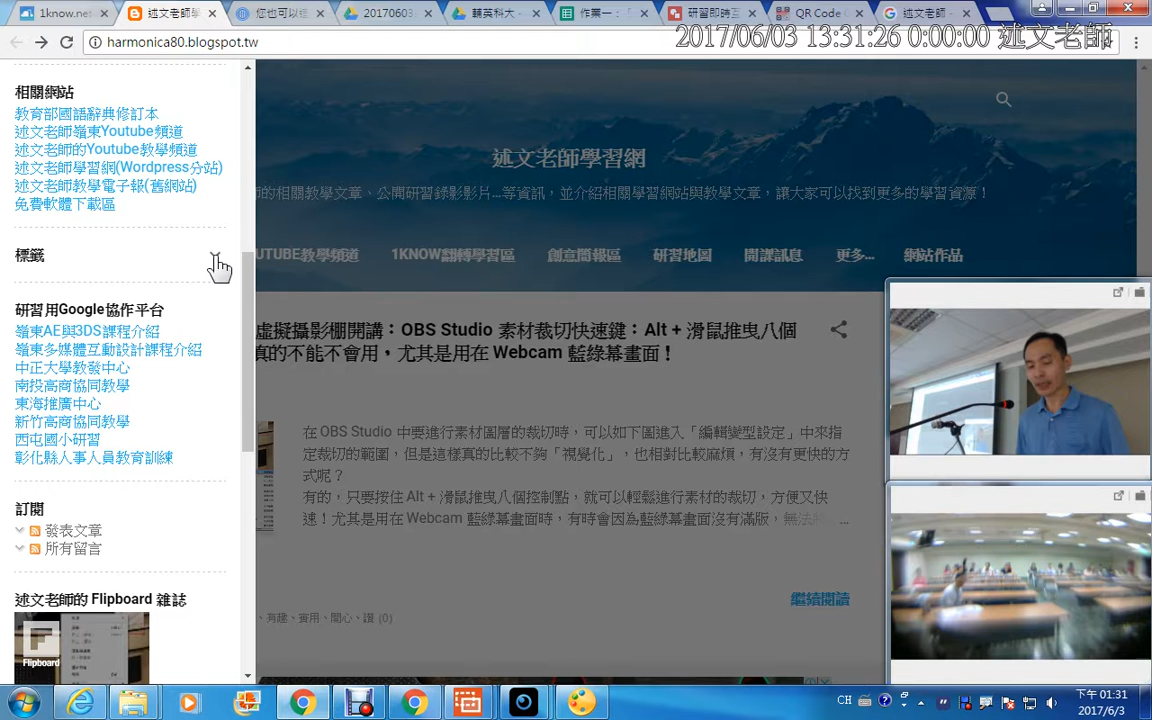 1know.net
述文老師學
您也可以
20170603
輔英科大 -
作業一：
研習即時互
QR Code
述文老師 -
harmonica80.blogspot.tw
2017/06/03 13:31:26 0:00:00 述文老師
相關網站
教育部國語辭典修訂本
述文老師嶺東Youtube頻道
述文老師的Youtube教學頻道
述文老師學習網(Wordpress分站)
述文老師教學電子報(舊網站)
免費軟體下載區
標籤
研習用Google協作平台
嶺東AE與3DS課程介紹
嶺東多媒體互動設計課程介紹
中正大學教發中心
南投高商協同教學
東海推廣中心
新竹高商協同教學
西屯國小研習
彰化縣人事人員教育訓練
訂閱
發表文章
所有留言
述文老師的 Flipboard 雜誌
Flipboard
述文老師學習網
師的相關教學文章、公開研習錄影影片...等資訊，並介紹相關學習網站與教學文章，讓大家可以找到更多的學習資源！
UTUBE教學頻道 1KNOW翻轉學習區 創意簡報區 研習地圖 開課訊息 更多... 網站作品
虛擬攝影棚開講：OBS Studio 素材裁切快速鍵：Alt + 滑鼠推曳八個
真的不能不會用，尤其是用在 Webcam 藍綠幕畫面！
在 OBS Studio 中要進行素材圖層的裁切時，可以如下圖進入「編輯變型設定」中來指
定裁切的範圍，但是這樣真的比較不夠「視覺化」，也相對比較麻煩，有沒有更快的方
式呢？
有的，只要按住 Alt + 滑鼠推曳八個控制點，就可以輕鬆進行素材的裁切，方便又快
速！尤其是用在 Webcam 藍綠幕畫面時，有時會因為藍綠幕畫面沒有滿版，無法
繼續閱讀
、有趣、實用、關心、讚 (0)
CH
下午 01:31
2017/6/3